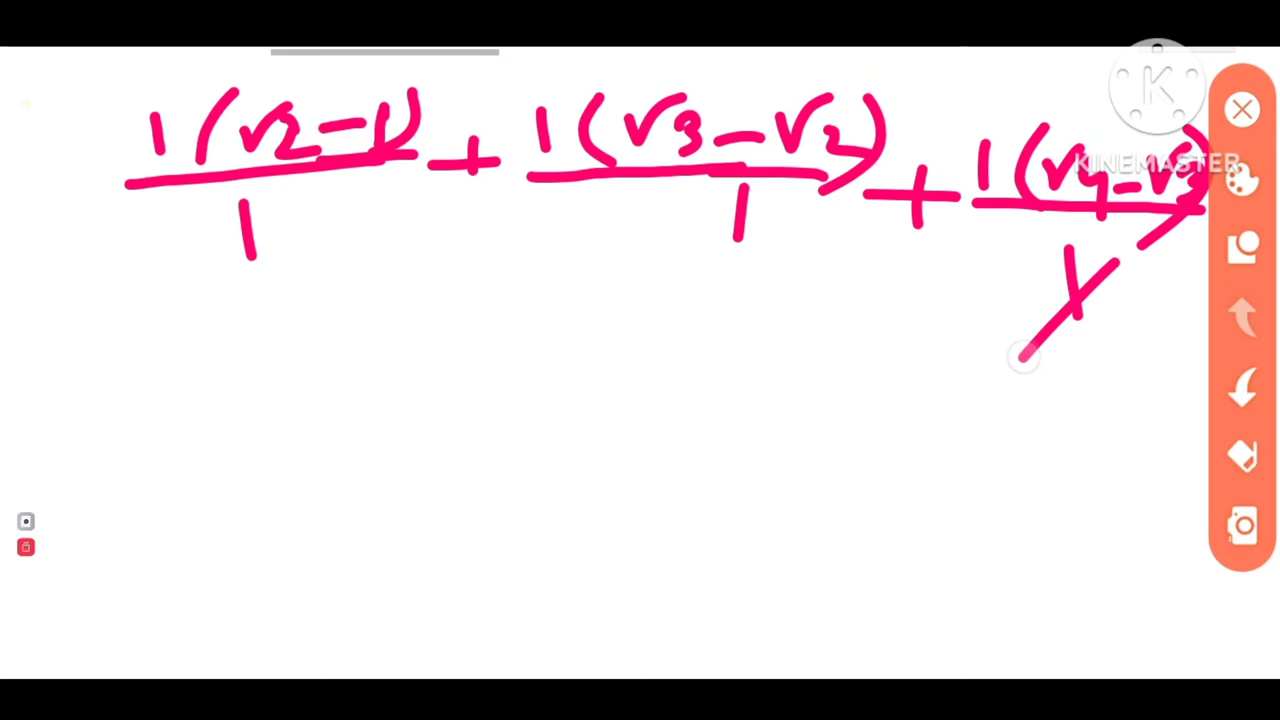 1(√2-1) + 1(√3-√2) + 1(√4-√3)
1 1 1
KINEMASTER